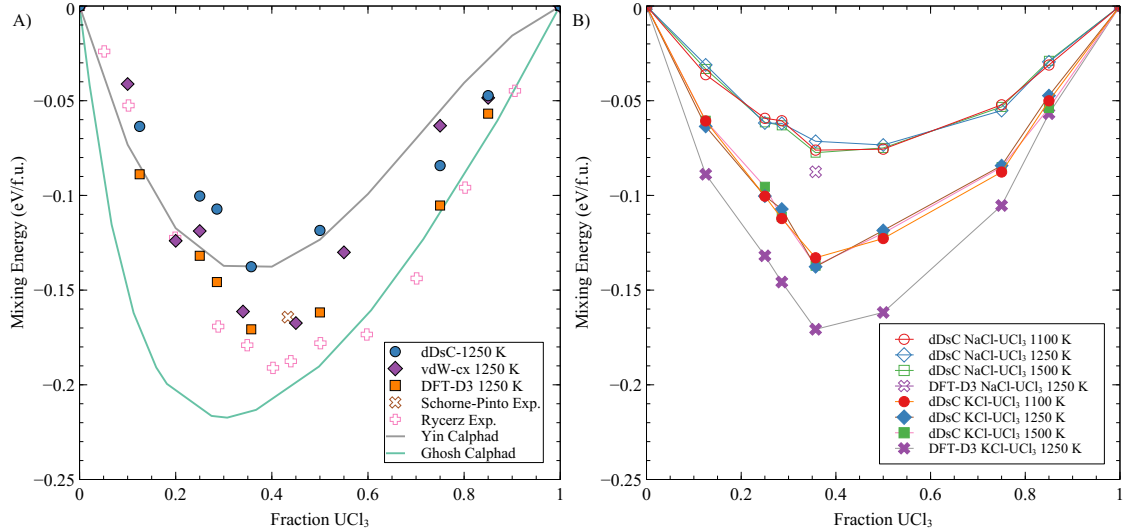 A)
0
−0.05
−0.1
−0.15
−0.2
−0.25
Mixing Energy (eV/f.u.)
0
0.2
0.4
0.6
0.8
1
Fraction UCl₃
dDsC-1250 K
vdW-cx 1250 K
DFT-D3 1250 K
Schorne-Pinto Exp.
Rycerz Exp.
Yin Calphad
Ghosh Calphad
B)
0
−0.05
−0.1
−0.15
−0.2
−0.25
Mixing Energy (eV/f.u.)
0
0.2
0.4
0.6
0.8
1
Fraction UCl₃
dDsC NaCl-UCl₃ 1100 K
dDsC NaCl-UCl₃ 1250 K
dDsC NaCl-UCl₃ 1500 K
DFT-D3 NaCl-UCl₃ 1250 K
dDsC KCl-UCl₃ 1100 K
dDsC KCl-UCl₃ 1250 K
dDsC KCl-UCl₃ 1500 K
DFT-D3 KCl-UCl₃ 1250 K